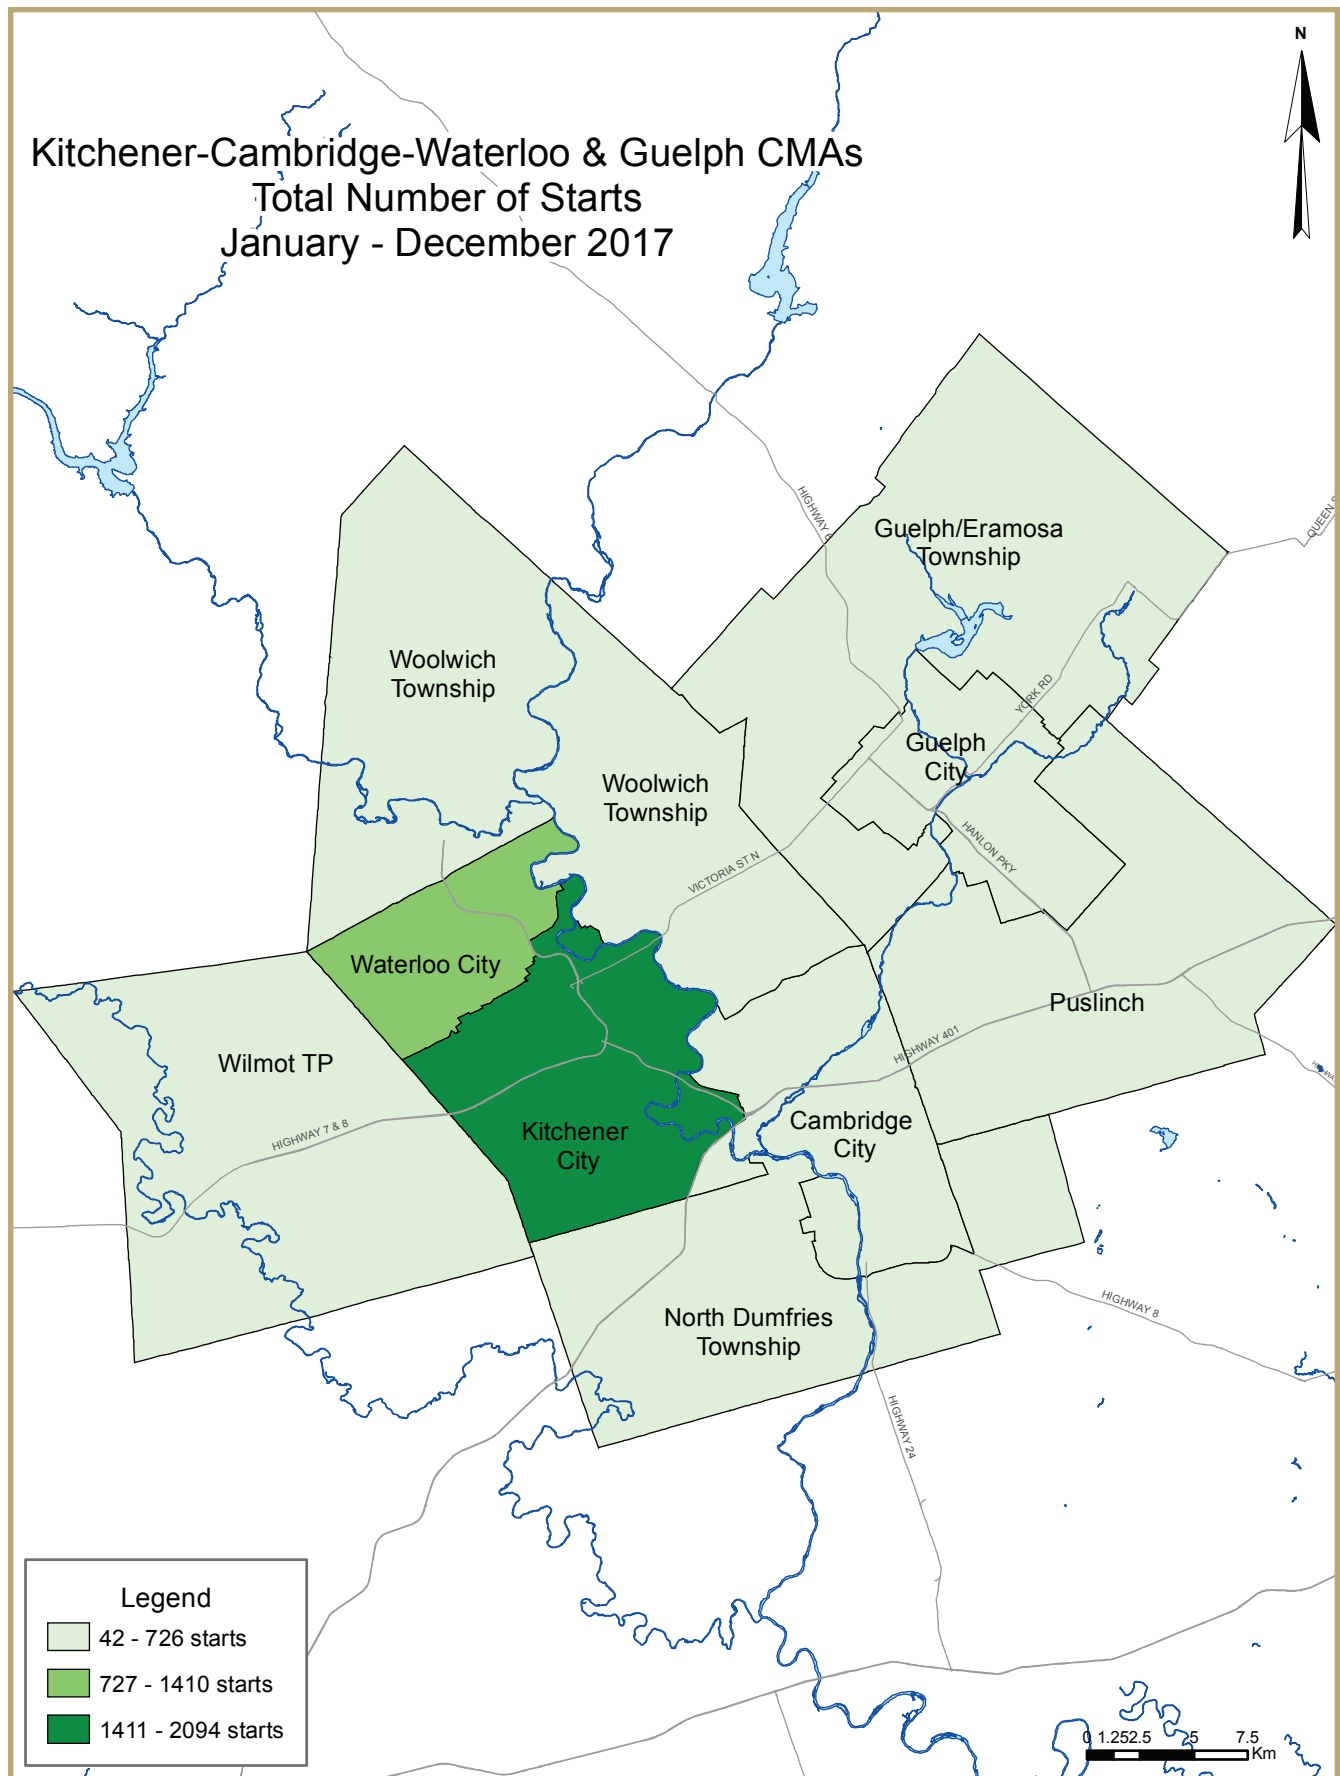 N
Kitchener-Cambridge-Waterloo & Guelph CMAs
Total Number of Starts
January - December 2017
HIGHWAY 6
QUEEN
Guelph/Eramosa
Township
Woolwich
Township
YORK RD
Guelph
City
Woolwich
Township
HANLON PKY
VICTORIA ST N
Waterloo City
Puslinch
HIGHWAY 401
Wilmot TP
HIGHWAY 7 & 8
Kitchener
City
Cambridge
City
HIGHWAY 8
North Dumfries
Township
HIGHWAY 24
Legend
42 - 726 starts
727 - 1410 starts
1411 - 2094 starts
0 1.25 2.5 5 7.5
Km